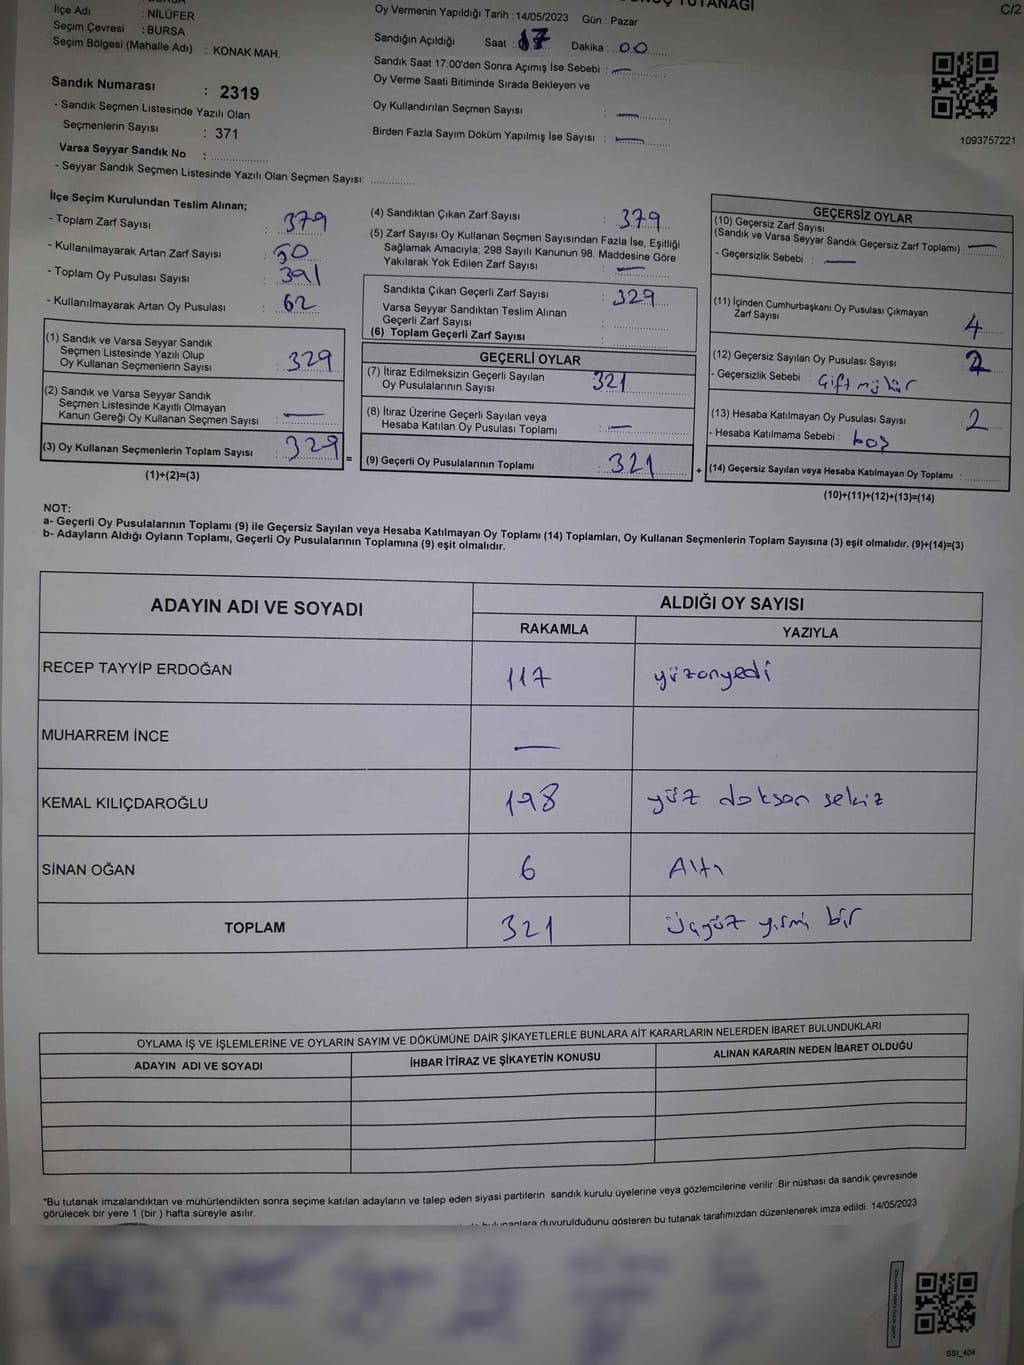 TUTANAĞI
C/2
İlçe Adı : NİLÜFER
Seçim Çevresi : BURSA
Seçim Bölgesi (Mahalle Adı) : KONAK MAH.
Sandık Numarası : 2319
- Sandık Seçmen Listesinde Yazılı Olan
Seçmenlerin Sayısı : 371
Varsa Seyyar Sandık No :
- Seyyar Sandık Seçmen Listesinde Yazılı Olan Seçmen Sayısı:
Oy Vermenin Yapıldığı Tarih : 14/05/2023 Gün : Pazar
Sandığın Açıldığı Saat : 17 Dakika : 00
Sandık Saat 17:00'den Sonra Açımış İse Sebebi : —
Oy Verme Saati Bitiminde Sırada Bekleyen ve
Oy Kullandırılan Seçmen Sayısı : —
Birden Fazla Sayım Döküm Yapılmış İse Sayısı : —
1093757221
İlçe Seçim Kurulundan Teslim Alınan;
- Toplam Zarf Sayısı : 379
- Kullanılmayarak Artan Zarf Sayısı : 50
- Toplam Oy Pusulası Sayısı : 391
- Kullanılmayarak Artan Oy Pusulası : 62
(1) Sandık ve Varsa Seyyar Sandık
Seçmen Listesinde Yazılı Olup
Oy Kullanan Seçmenlerin Sayısı : 329
(2) Sandık ve Varsa Seyyar Sandık
Seçmen Listesinde Kayıtlı Olmayan
Kanun Gereği Oy Kullanan Seçmen Sayısı : —
(3) Oy Kullanan Seçmenlerin Toplam Sayısı : 329 =
(1)+(2)=(3)
(4) Sandıktan Çıkan Zarf Sayısı : 379
(5) Zarf Sayısı Oy Kullanan Seçmen Sayısından Fazla İse, Eşitliği
Sağlamak Amacıyla; 298 Sayılı Kanunun 98. Maddesine Göre
Yakılarak Yok Edilen Zarf Sayısı : —
Sandıkta Çıkan Geçerli Zarf Sayısı : 329
Varsa Seyyar Sandıktan Teslim Alınan
Geçerli Zarf Sayısı :
(6) Toplam Geçerli Zarf Sayısı :
GEÇERLİ OYLAR
(7) İtiraz Edilmeksizin Geçerli Sayılan
Oy Pusulalarının Sayısı 321
(8) İtiraz Üzerine Geçerli Sayılan veya
Hesaba Katılan Oy Pusulası Toplamı : —
(9) Geçerli Oy Pusulalarının Toplamı : 321 +
GEÇERSİZ OYLAR
(10) Geçersiz Zarf Sayısı
(Sandık ve Varsa Seyyar Sandık Geçersiz Zarf Toplamı) : —
- Geçersizlik Sebebi : —
(11) İçinden Cumhurbaşkanı Oy Pusulası Çıkmayan
Zarf Sayısı 4
(12) Geçersiz Sayılan Oy Pusulası Sayısı : 2
- Geçersizlik Sebebi : Çift mühür
(13) Hesaba Katılmayan Oy Pusulası Sayısı : 2
- Hesaba Katılmama Sebebi : boş
(14) Geçersiz Sayılan veya Hesaba Katılmayan Oy Toplamı :
(10)+(11)+(12)+(13)=(14)
NOT:
a- Geçerli Oy Pusulalarının Toplamı (9) ile Geçersiz Sayılan veya Hesaba Katılmayan Oy Toplamı (14) Toplamları, Oy Kullanan Seçmenlerin Toplam Sayısına (3) eşit olmalıdır. (9)+(14)=(3)
b- Adayların Aldığı Oyların Toplamı, Geçerli Oy Pusulalarının Toplamına (9) eşit olmalıdır.
ADAYIN ADI VE SOYADI ALDIĞI OY SAYISI
RAKAMLA YAZIYLA
RECEP TAYYİP ERDOĞAN 117 yüzonyedi
MUHARREM İNCE —
KEMAL KILIÇDAROĞLU 198 yüz doksan sekiz
SİNAN OĞAN 6 Altı
TOPLAM 321 Üçyüz yirmi bir
OYLAMA İŞ VE İŞLEMLERİNE VE OYLARIN SAYIM VE DÖKÜMÜNE DAİR ŞİKAYETLERLE BUNLARA AİT KARARLARIN NELERDEN İBARET BULUNDUKLARI
ADAYIN ADI VE SOYADI İHBAR İTİRAZ VE ŞİKAYETİN KONUSU ALINAN KARARIN NEDEN İBARET OLDUĞU
*Bu tutanak imzalandıktan ve mühürlendikten sonra seçime katılan adayların ve talep eden siyasi partilerin sandık kurulu üyelerine veya gözlemcilerine verilir .Bir nüshası da sandık çevresinde
görülecek bir yere 1 (bir ) hafta süreyle asılır.
duyurulduğunu gösteren bu tutanak tarafımızdan düzenlenerek imza edildi. 14/05/2023
SSI_404